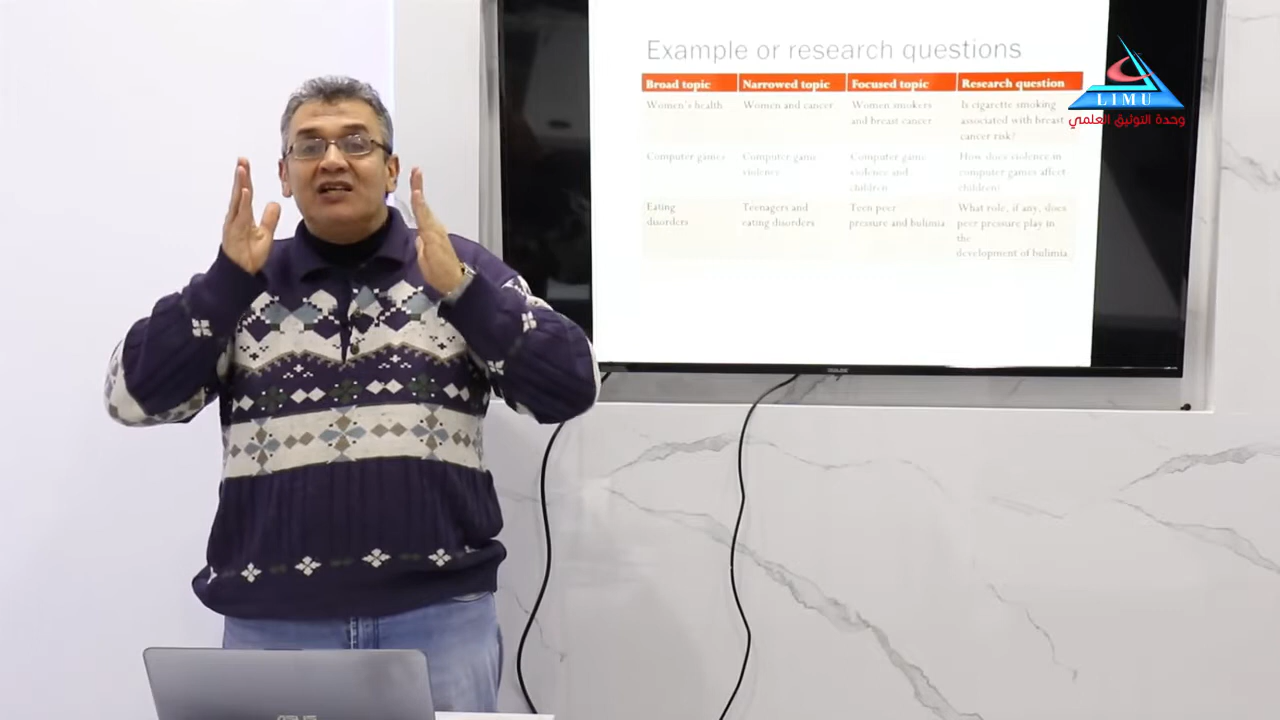 Example or research questions
Broad topic
Narrowed topic
Focused topic
Research question
Women's health
Women and cancer
Women smokers
and breast cancer
Is cigarette smoking
associated with breast
cancer risk?
Computer games
Computer game
violence
Computer game
violence and
children
How does violence in
computer games affect
children?
Eating
disorders
Teenagers and
eating disorders
Teen peer
pressure and bulimia
What role, if any, does
peer pressure play in
the
development of bulimia
LIMU
وحدة التوثيق العلمي